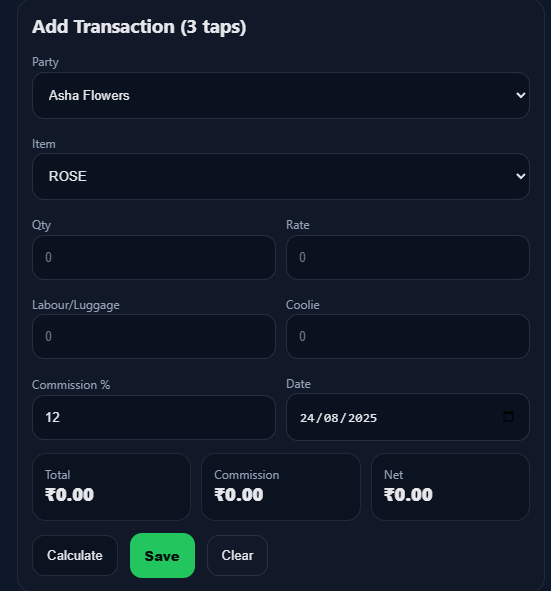 Add Transaction (3 taps)
Party
Asha Flowers
Item
ROSE
Qty Rate
0 0
Labour/Luggage Coolie
0 0
Commission % Date
12 24/08/2025
Total Commission Net
₹0.00 ₹0.00 ₹0.00
Calculate Save Clear